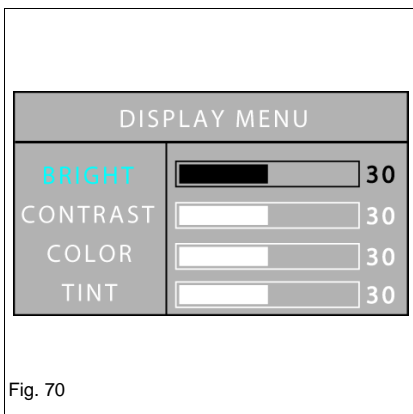 DISPLAY MENU
BRIGHT 30
CONTRAST 30
COLOR 30
TINT 30
Fig. 70